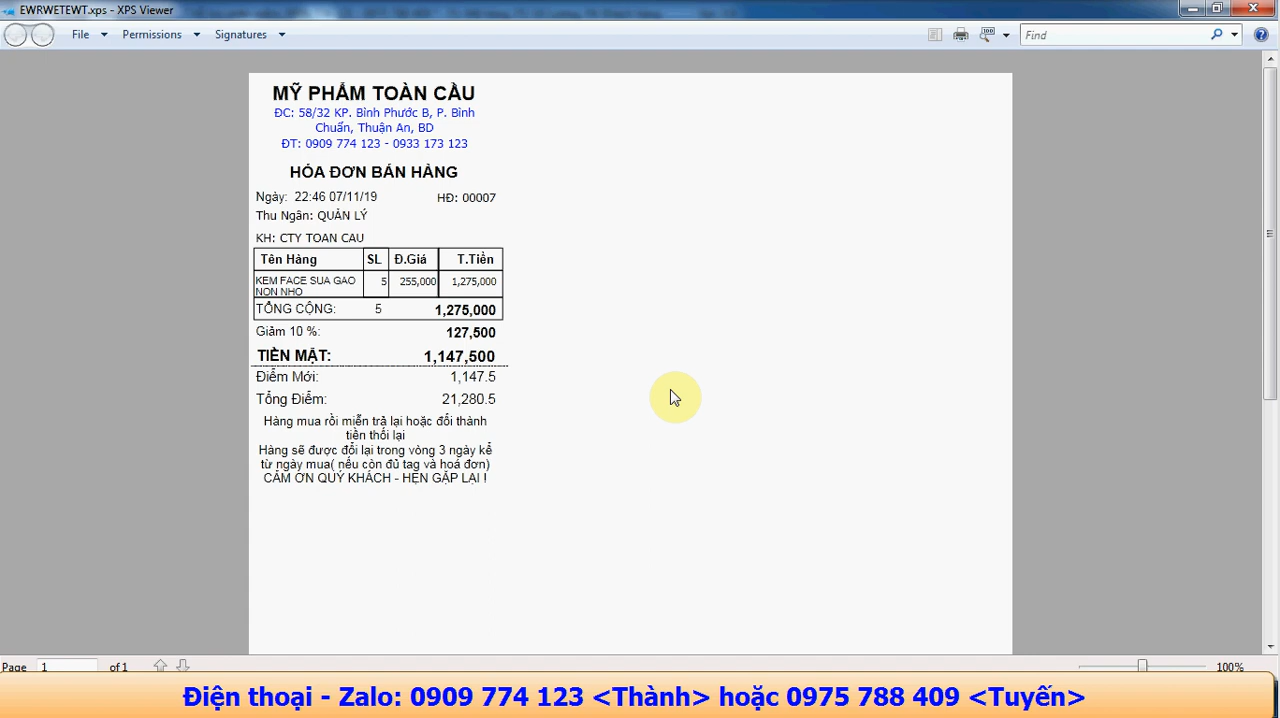 EWRWETEWT.xps - XPS Viewer
File Permissions Signatures
100
Find
MỸ PHẨM TOÀN CẦU
ĐC: 58/32 KP. Bình Phước B, P. Bình
Chuẩn, Thuận An, BD
ĐT: 0909 774 123 - 0933 173 123
HÓA ĐƠN BÁN HÀNG
Ngày: 22:46 07/11/19 HĐ: 00007
Thu Ngân: QUẢN LÝ
KH: CTY TOAN CAU
Tên Hàng SL Đ.Giá T.Tiền
KEM FACE SUA GAO 5 255,000 1,275,000
NON NHO
TỔNG CỘNG: 5 1,275,000
Giảm 10 %: 127,500
TIỀN MẶT: 1,147,500
Điểm Mới: 1,147.5
Tổng Điểm: 21,280.5
Hàng mua rồi miễn trả lại hoặc đổi thành
tiền thối lại
Hàng sẽ được đổi lại trong vòng 3 ngày kể
từ ngày mua( nếu còn đủ tag và hoá đơn)
CẢM ƠN QUÝ KHÁCH - HẸN GẶP LẠI !
Page 1 of 1 100%
Điện thoại - Zalo: 0909 774 123 <Thành> hoặc 0975 788 409 <Tuyến>